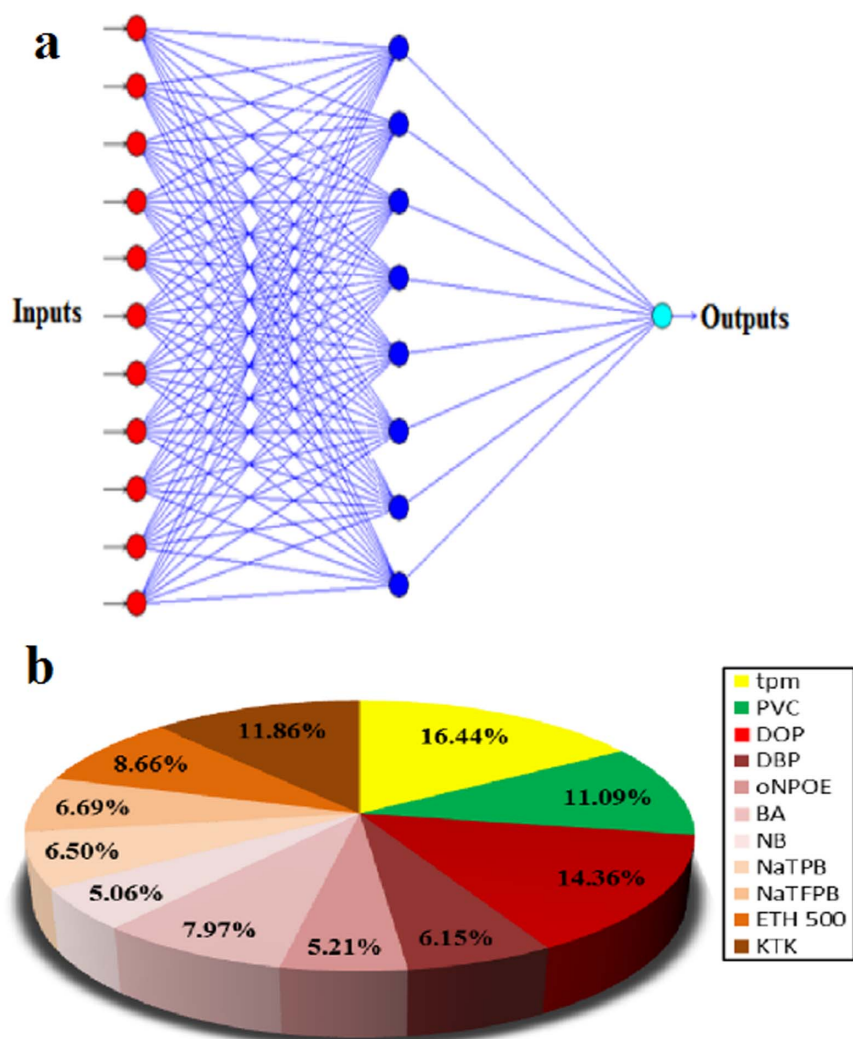 a
Inputs
Outputs
b
11.86%
16.44%
8.66%
11.09%
6.69%
6.50%
14.36%
5.06%
7.97%
5.21%
6.15%
tpm
PVC
DOP
DBP
oNPOE
BA
NB
NaTPB
NaTFPB
ETH 500
KTK